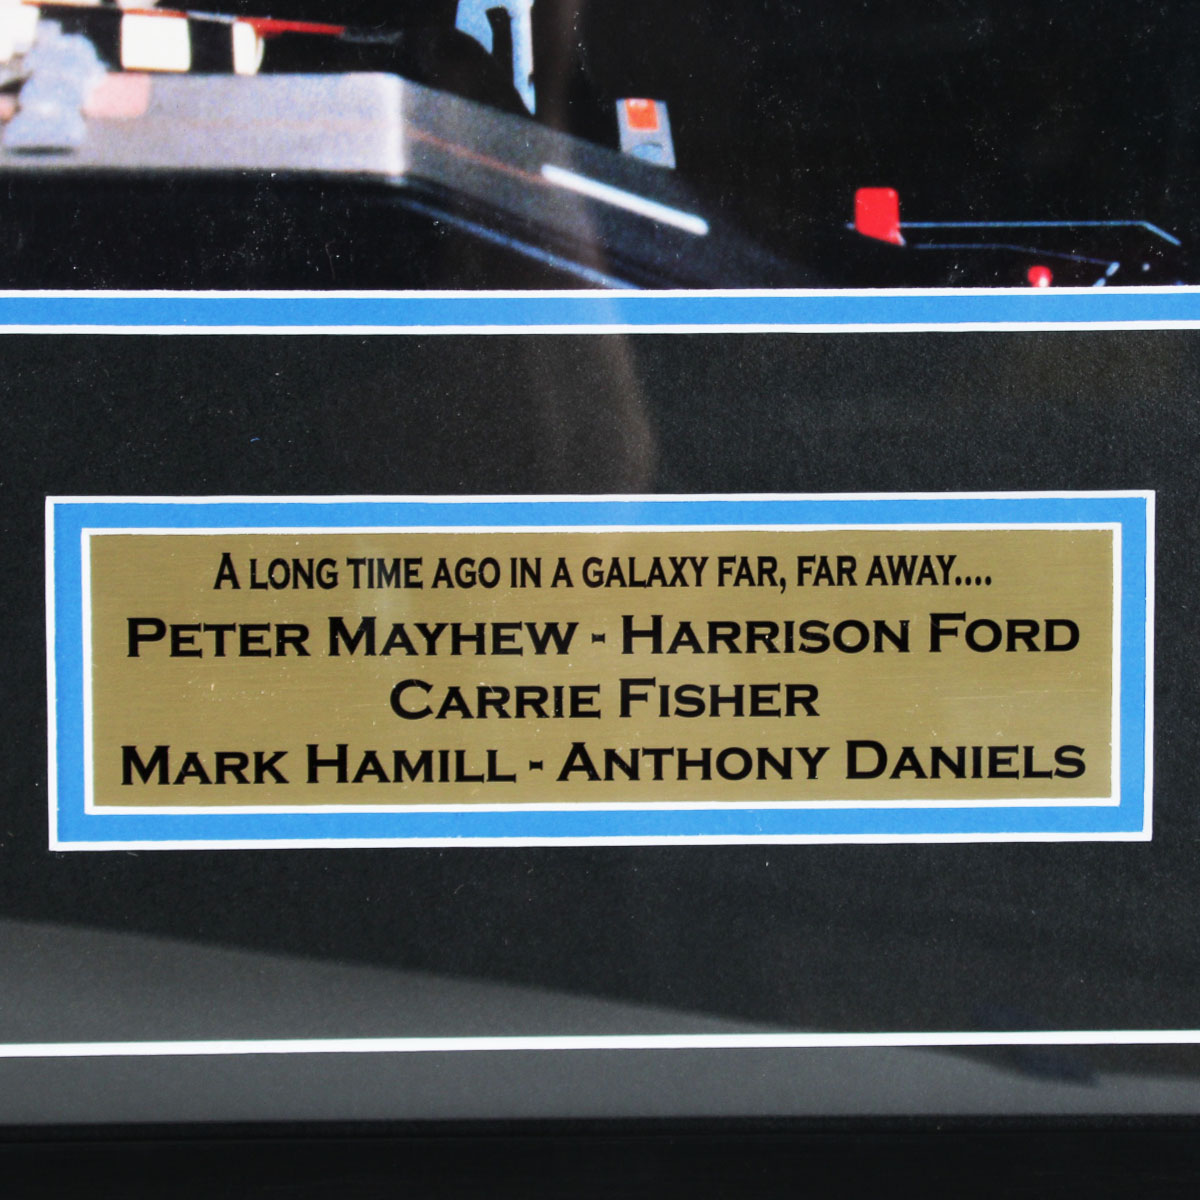 A LONG TIME AGO IN A GALAXY FAR, FAR AWAY....
PETER MAYHEW - HARRISON FORD
CARRIE FISHER
MARK HAMILL - ANTHONY DANIELS